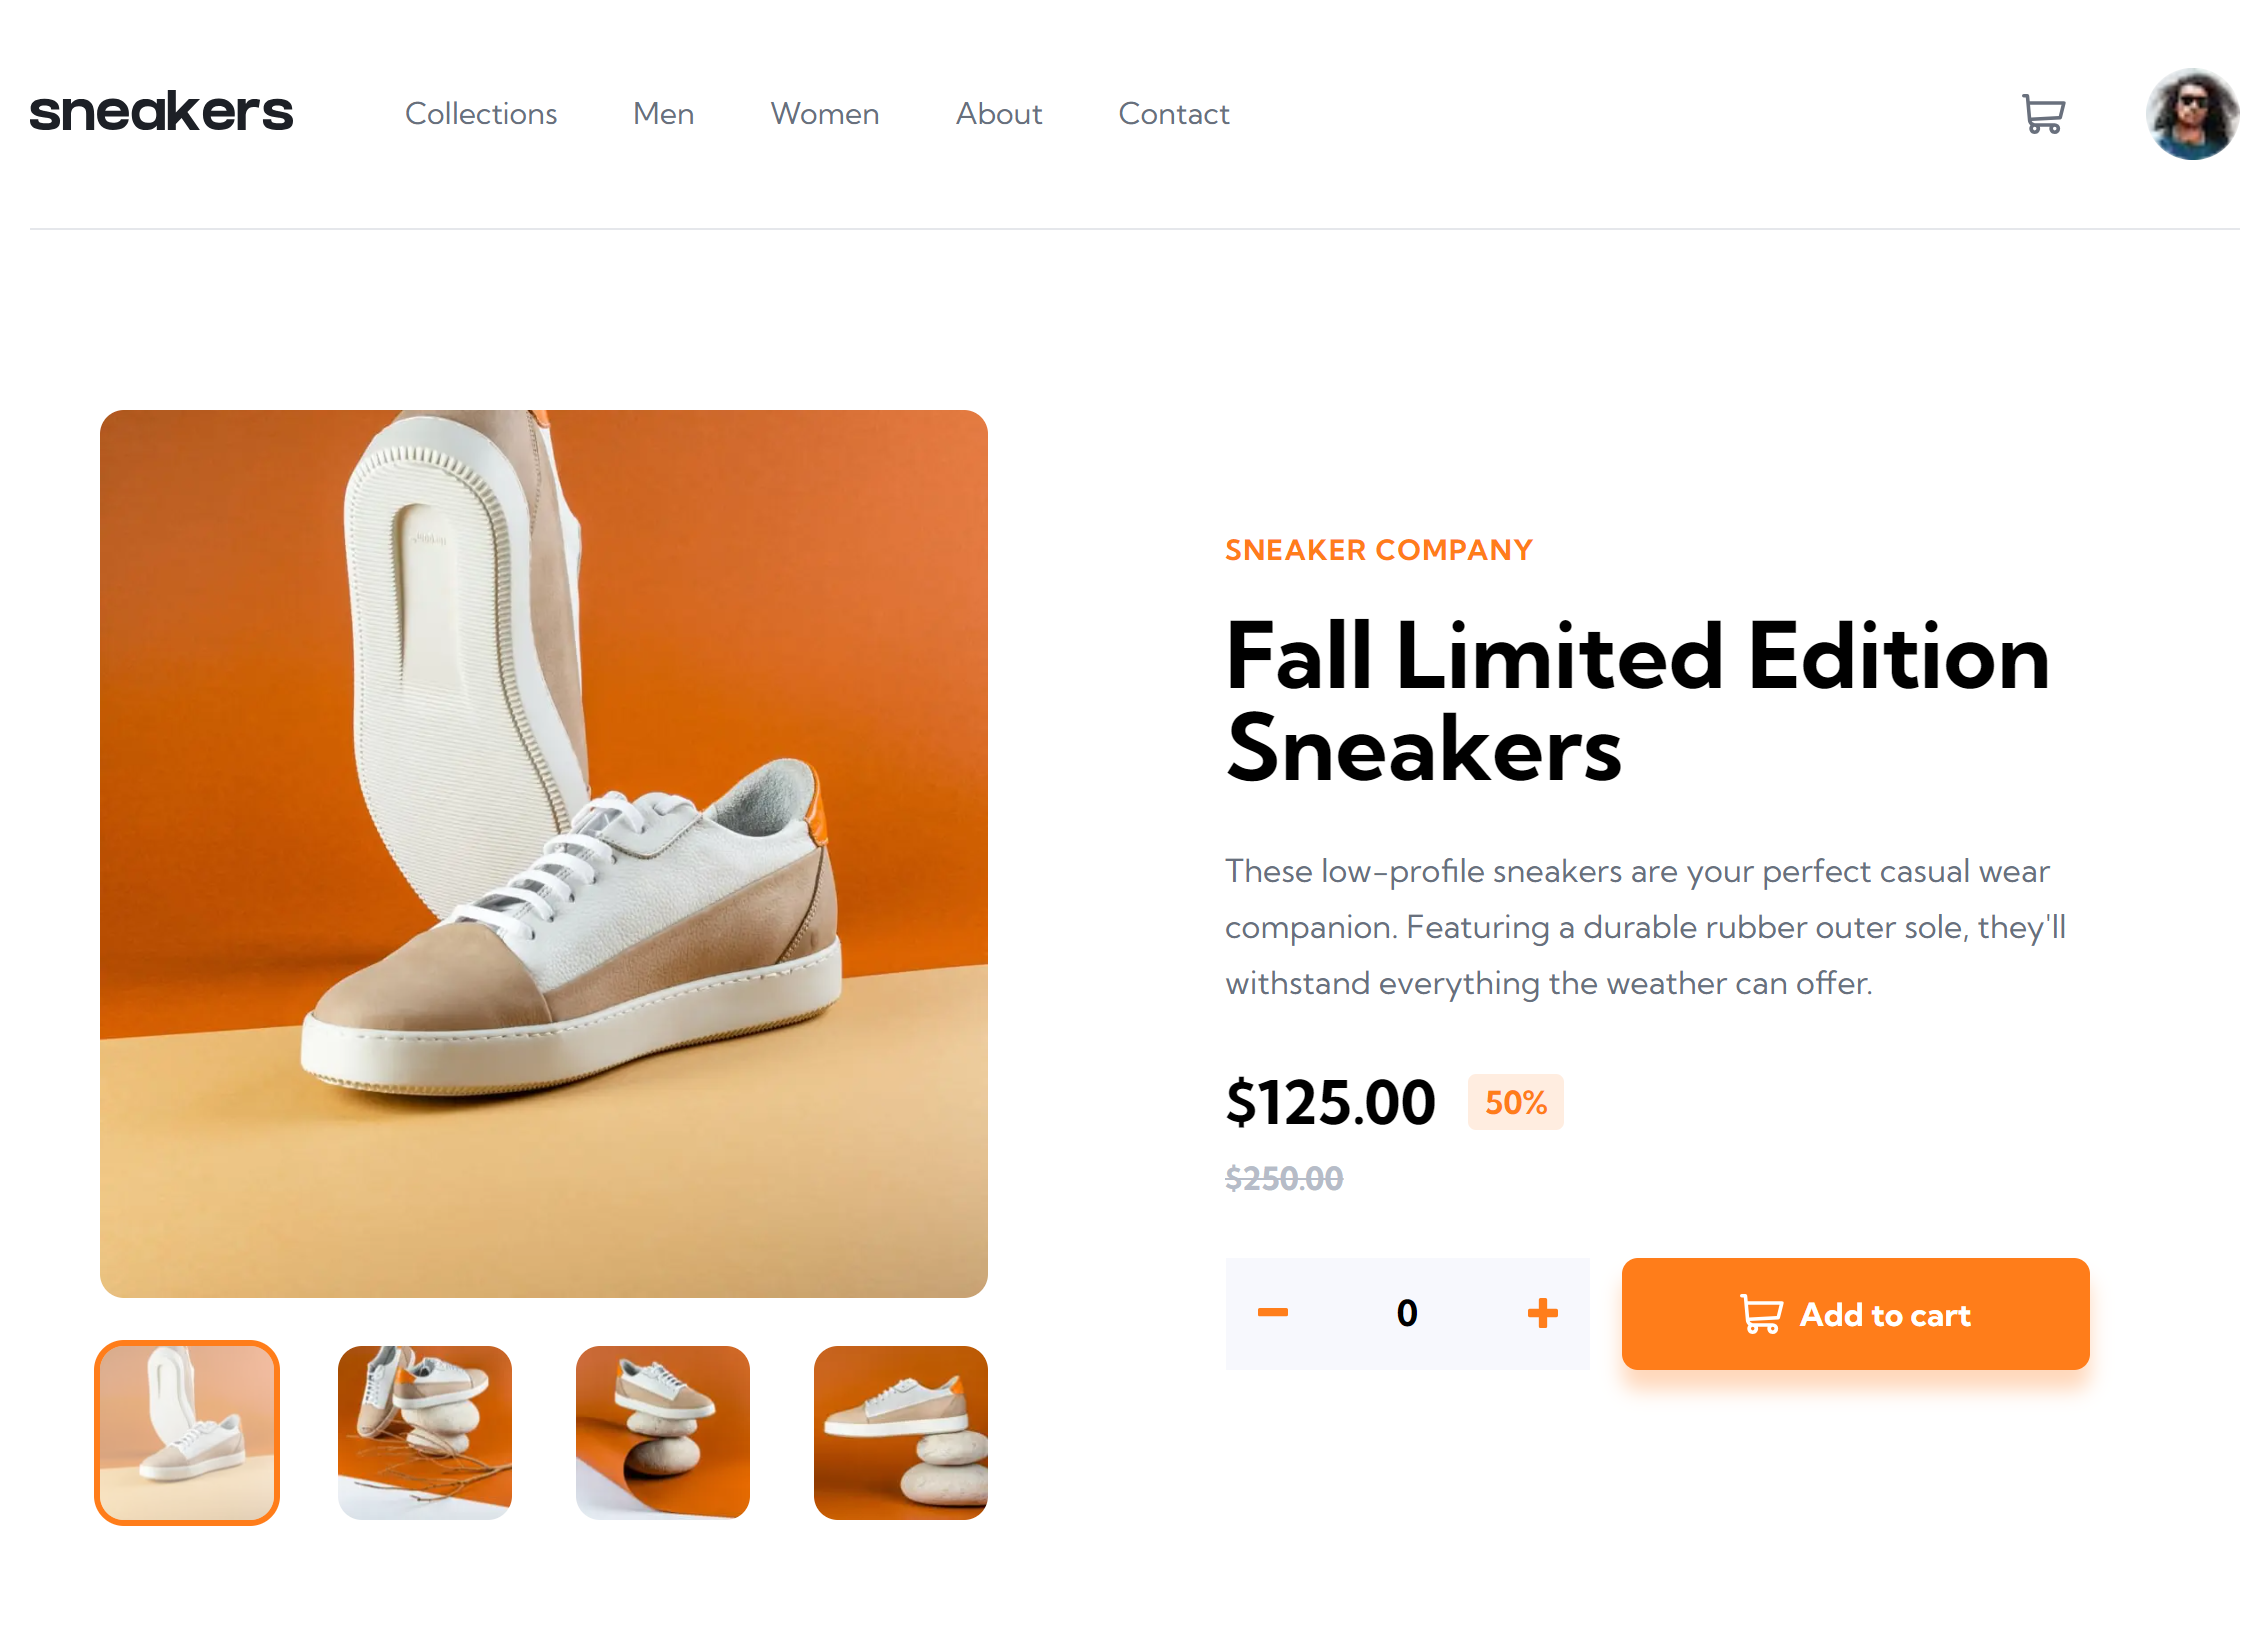 sneakers
Collections Men Women About Contact
SNEAKER COMPANY
Fall Limited Edition
Sneakers
These low-profile sneakers are your perfect casual wear
companion. Featuring a durable rubber outer sole, they'll
withstand everything the weather can offer.
$125.00 50%
$250.00
0 Add to cart